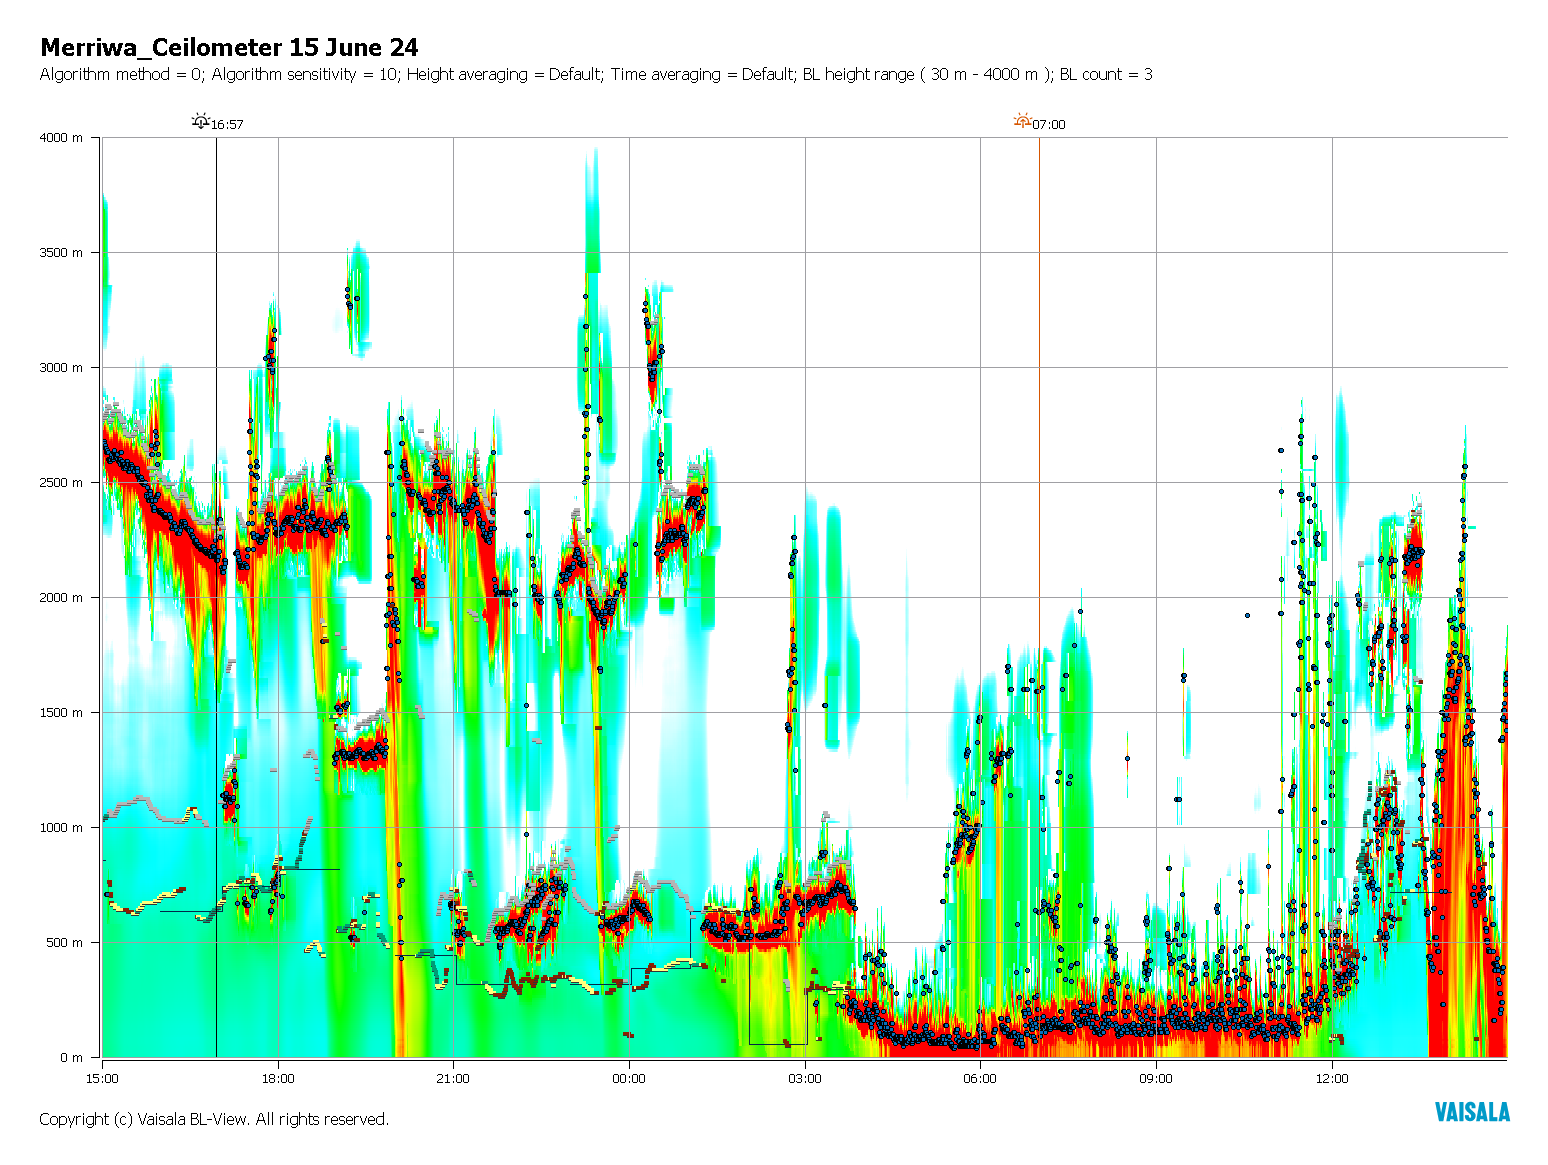 Merriwa_Ceilometer 15 June 24
Algorithm method = 0; Algorithm sensitivity = 10; Height averaging = Default; Time averaging = Default; BL height range ( 30 m - 4000 m ); BL count = 3
16:57 07:00
4000 m
3500 m
3000 m
2500 m
2000 m
1500 m
1000 m
500 m
0 m
15:00 18:00 21:00 00:00 03:00 06:00 09:00 12:00
Copyright (c) Vaisala BL-View. All rights reserved.
VAISALA